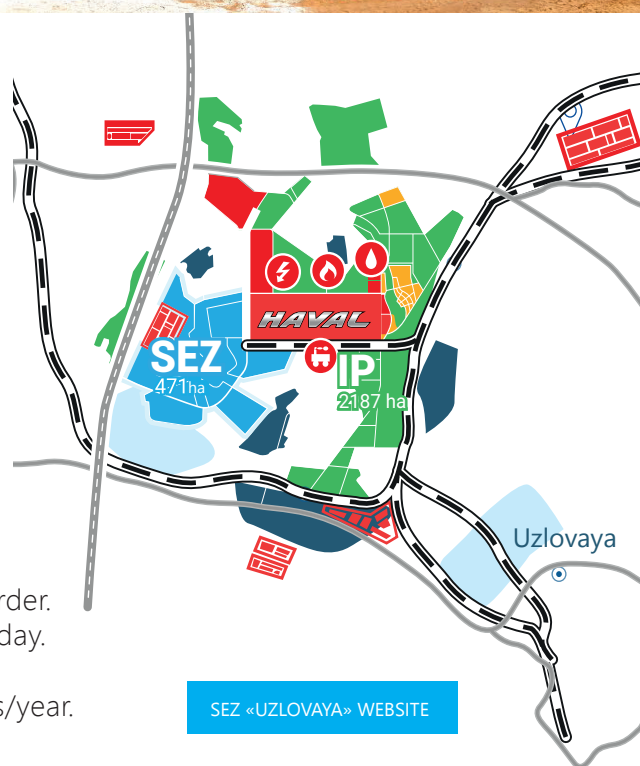 HAVAL
SEZ
471ha
IP
2187 ha
Uzlovaya
rder.
day.
s/year.
SEZ «UZLOVAYA» WEBSITE